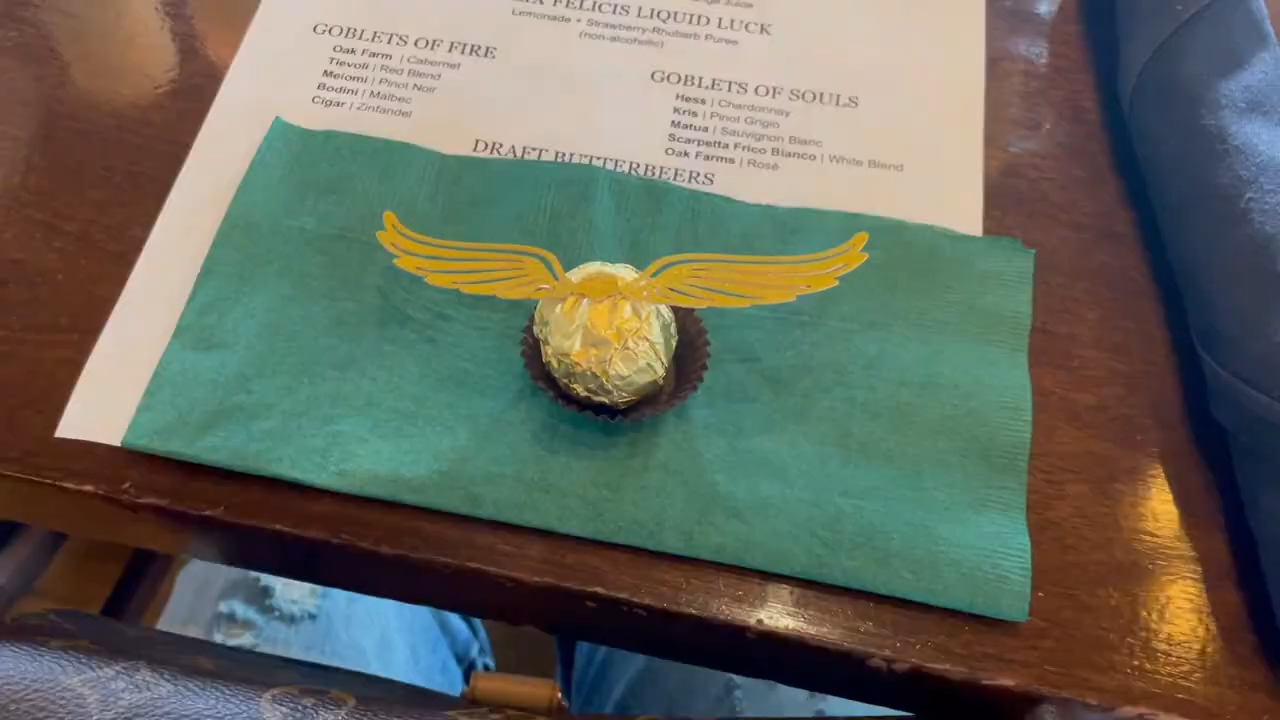 FELICIS LIQUID LUCK
Lemonade + Strawberry-Rhubarb Puree
(non-alcoholic)
GOBLETS OF FIRE
Oak Farm | Cabernet
Tievoli | Red Blend
Meiomi | Pinot Noir
Bodini | Malbec
Cigar | Zinfandel
GOBLETS OF SOULS
Hess | Chardonnay
Kris | Pinot Grigio
Matua | Sauvignon Blanc
Scarpetta Frico Bianco | White Blend
Oak Farms | Rosè
DRAFT BUTTERBEERS